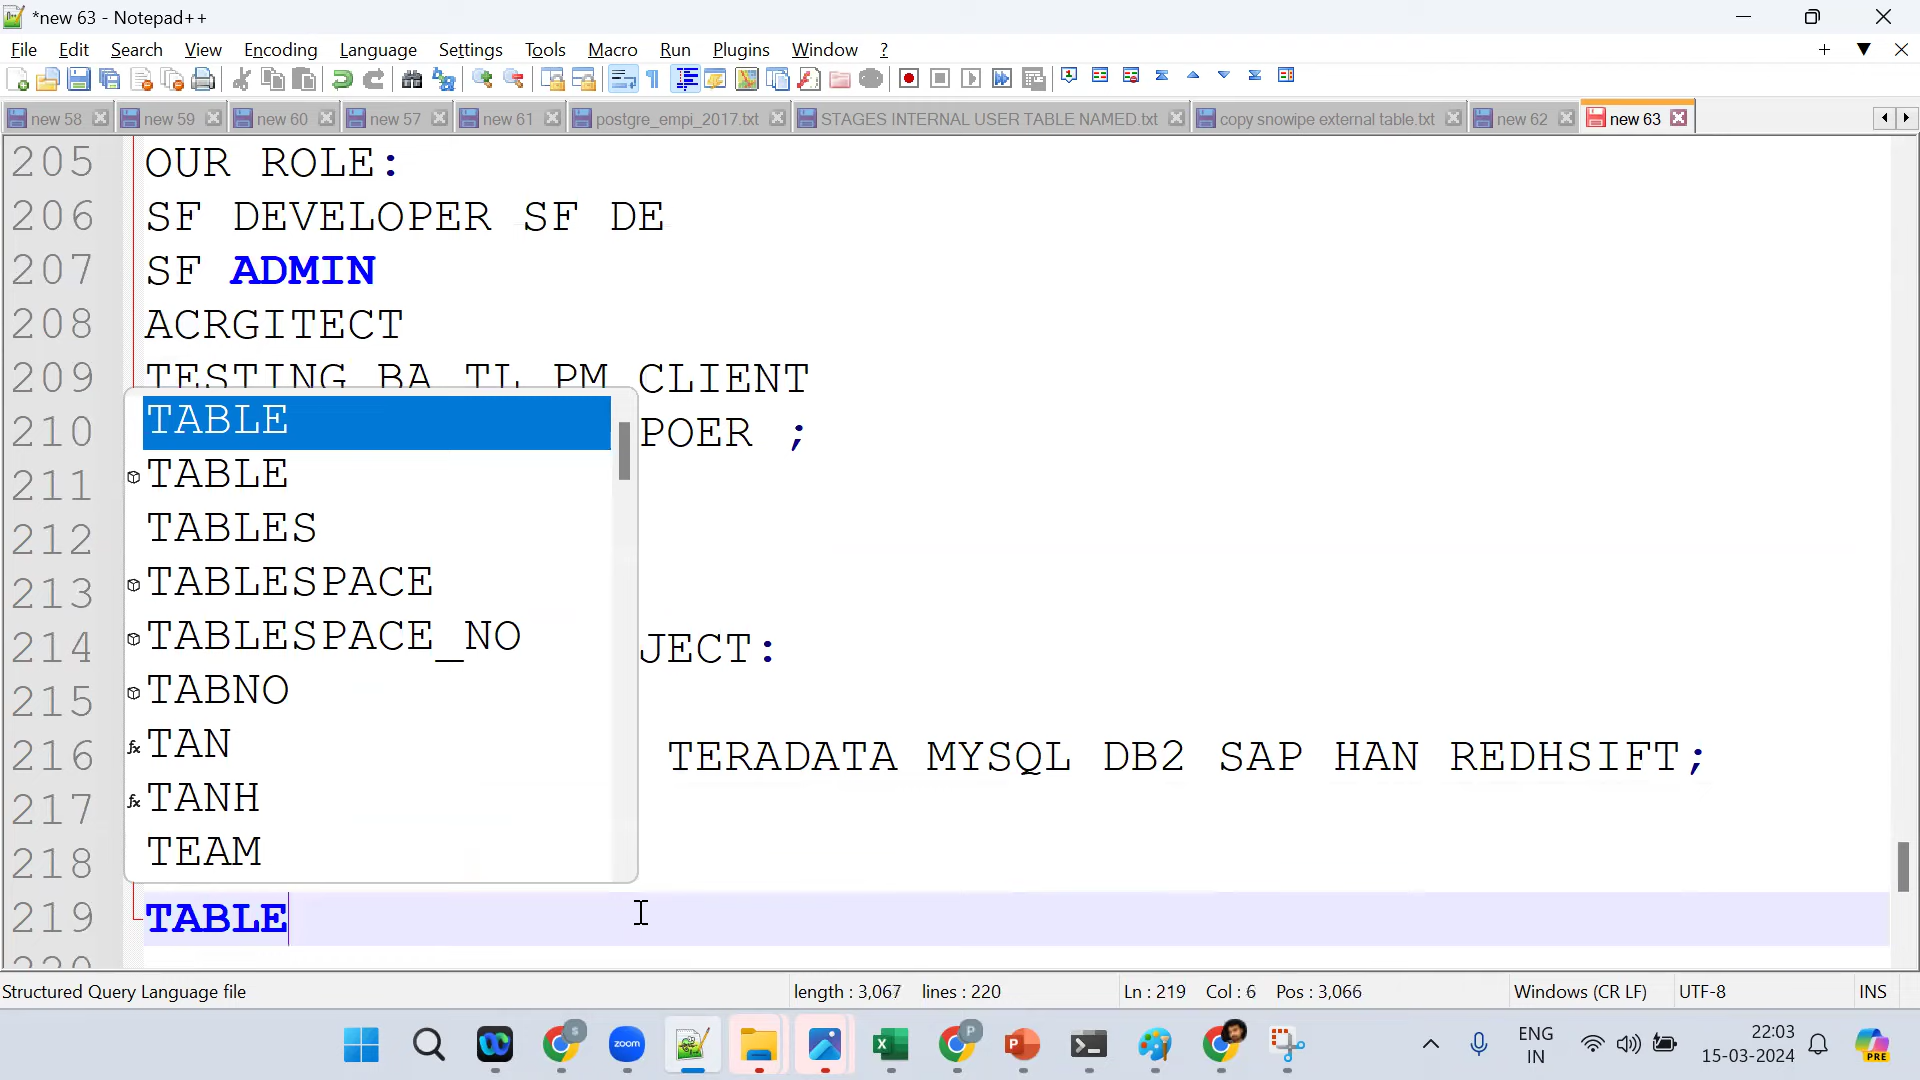 *new 63 - Notepad++
File Edit Search View Encoding Language Settings Tools Macro Run Plugins Window ?
new 58 new 59 new 60 new 57 new 61 postgre_empi_2017.txt STAGES INTERNAL USER TABLE NAMED.txt copy snowipe external table.txt new 62 new 63
205 OUR ROLE:
206 SF DEVELOPER SF DE
207 SF ADMIN
208 ACRGITECT
209 TESTING BA TL PM CLIENT
210 POER ;
211
212
213
214 JECT:
215
216 TERADATA MYSQL DB2 SAP HAN REDHSIFT;
217
218
219 TABLE
220
TABLE
TABLE
TABLES
TABLESPACE
TABLESPACE_NO
TABNO
TAN
TANH
TEAM
Structured Query Language file length : 3,067 lines : 220 Ln : 219 Col : 6 Pos : 3,066 Windows (CR LF) UTF-8 INS
zoom
ENG
IN
22:03
15-03-2024
PRE